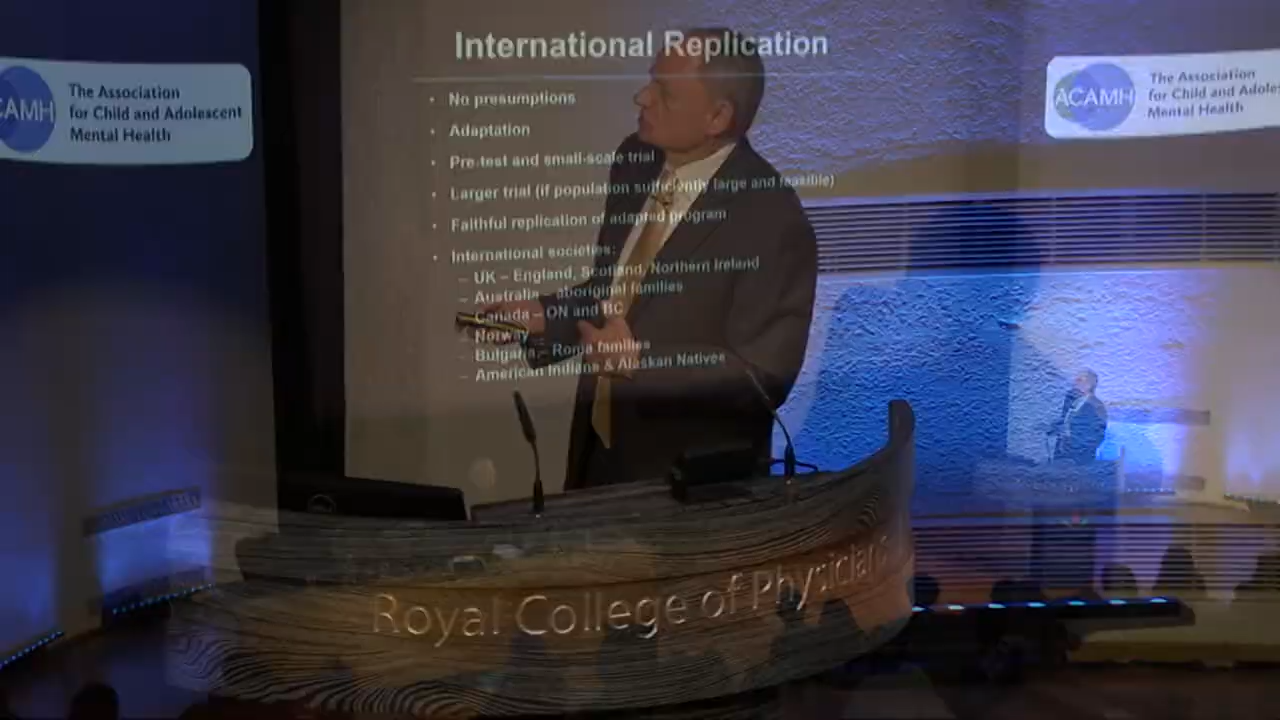 International Replication
• No presumptions
• Adaptation
• Pre-test and small-scale trial
• Larger trial (if population sufficiently large and feasible)
• Faithful replication of adapted program
• International societies:
– UK – England, Scotland, Northern Ireland
– Australia – aboriginal families
– Canada – ON and BC
– Norway
– Bulgaria – Roma families
– American Indians & Alaskan Natives
CAMH
The Association
for Child and Adolescent
Mental Health
ACAMH
The Association
for Child and Adoles
Mental Health
Royal College of Physicians